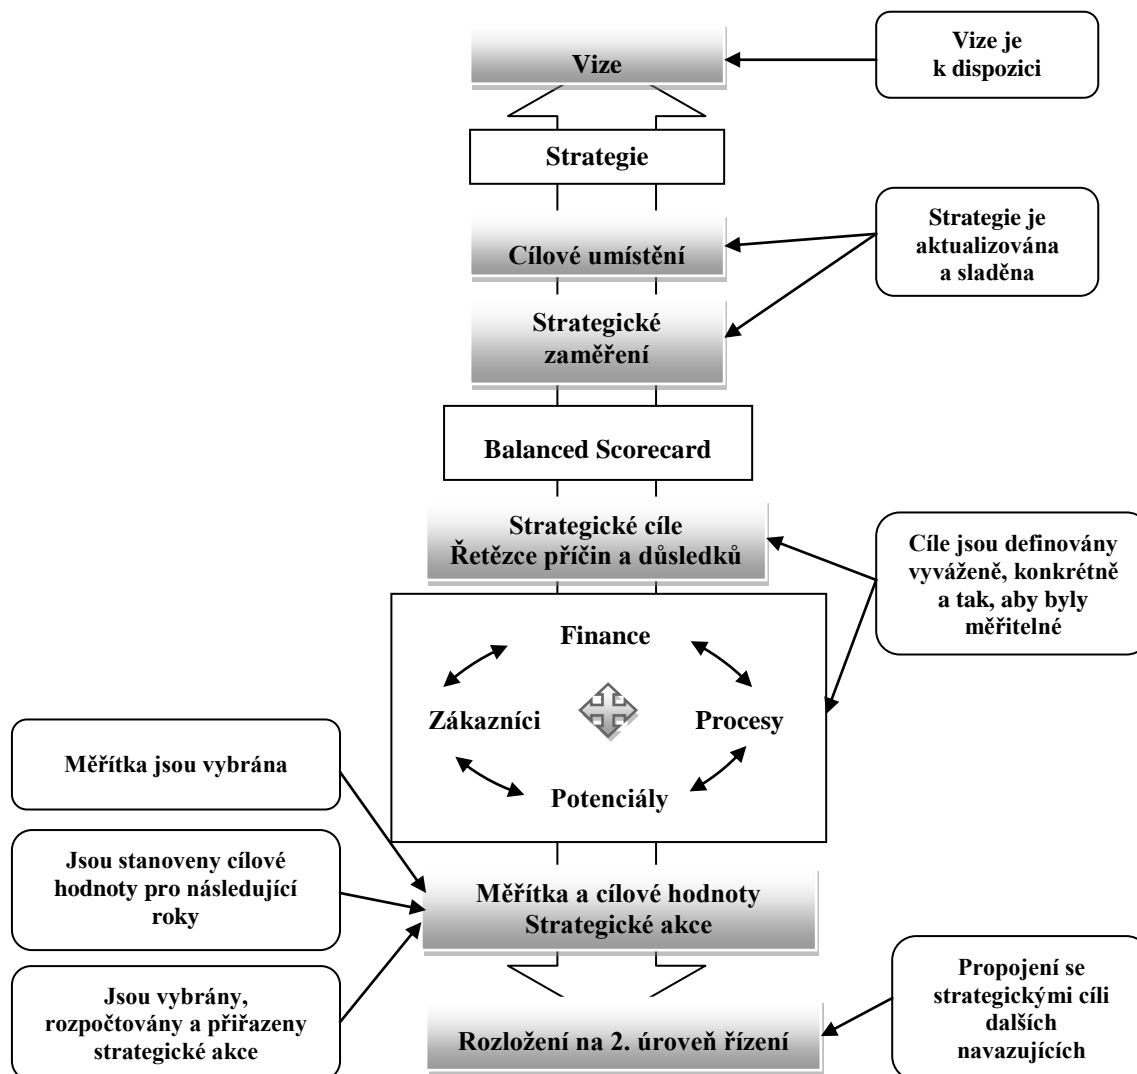 Vize
Vize je
k dispozici
Strategie
Cílové umístění
Strategie je
aktualizována
a sladěna
Strategické
zaměření
Balanced Scorecard
Strategické cíle
Řetězce příčin a důsledků
Cíle jsou definovány
vyváženě, konkrétně
a tak, aby byly
měřitelné
Finance
Zákazníci
Procesy
Potenciály
Měřítka jsou vybrána
Jsou stanoveny cílové
hodnoty pro následující
roky
Jsou vybrány,
rozpočtovány a přiřazeny
strategické akce
Měřítka a cílové hodnoty
Strategické akce
Rozložení na 2. úroveň řízení
Propojení se
strategickými cíli
dalších
navazujících